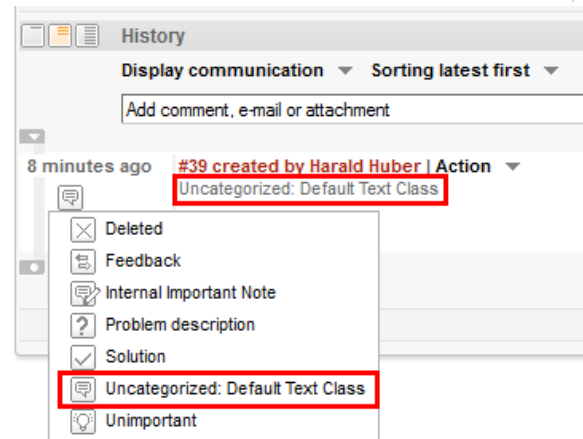 History
Display communication Sorting latest first
Add comment, e-mail or attachment
8 minutes ago #39 created by Harald Huber | Action
Uncategorized: Default Text Class
Deleted
Feedback
Internal Important Note
Problem description
Solution
Uncategorized: Default Text Class
Unimportant